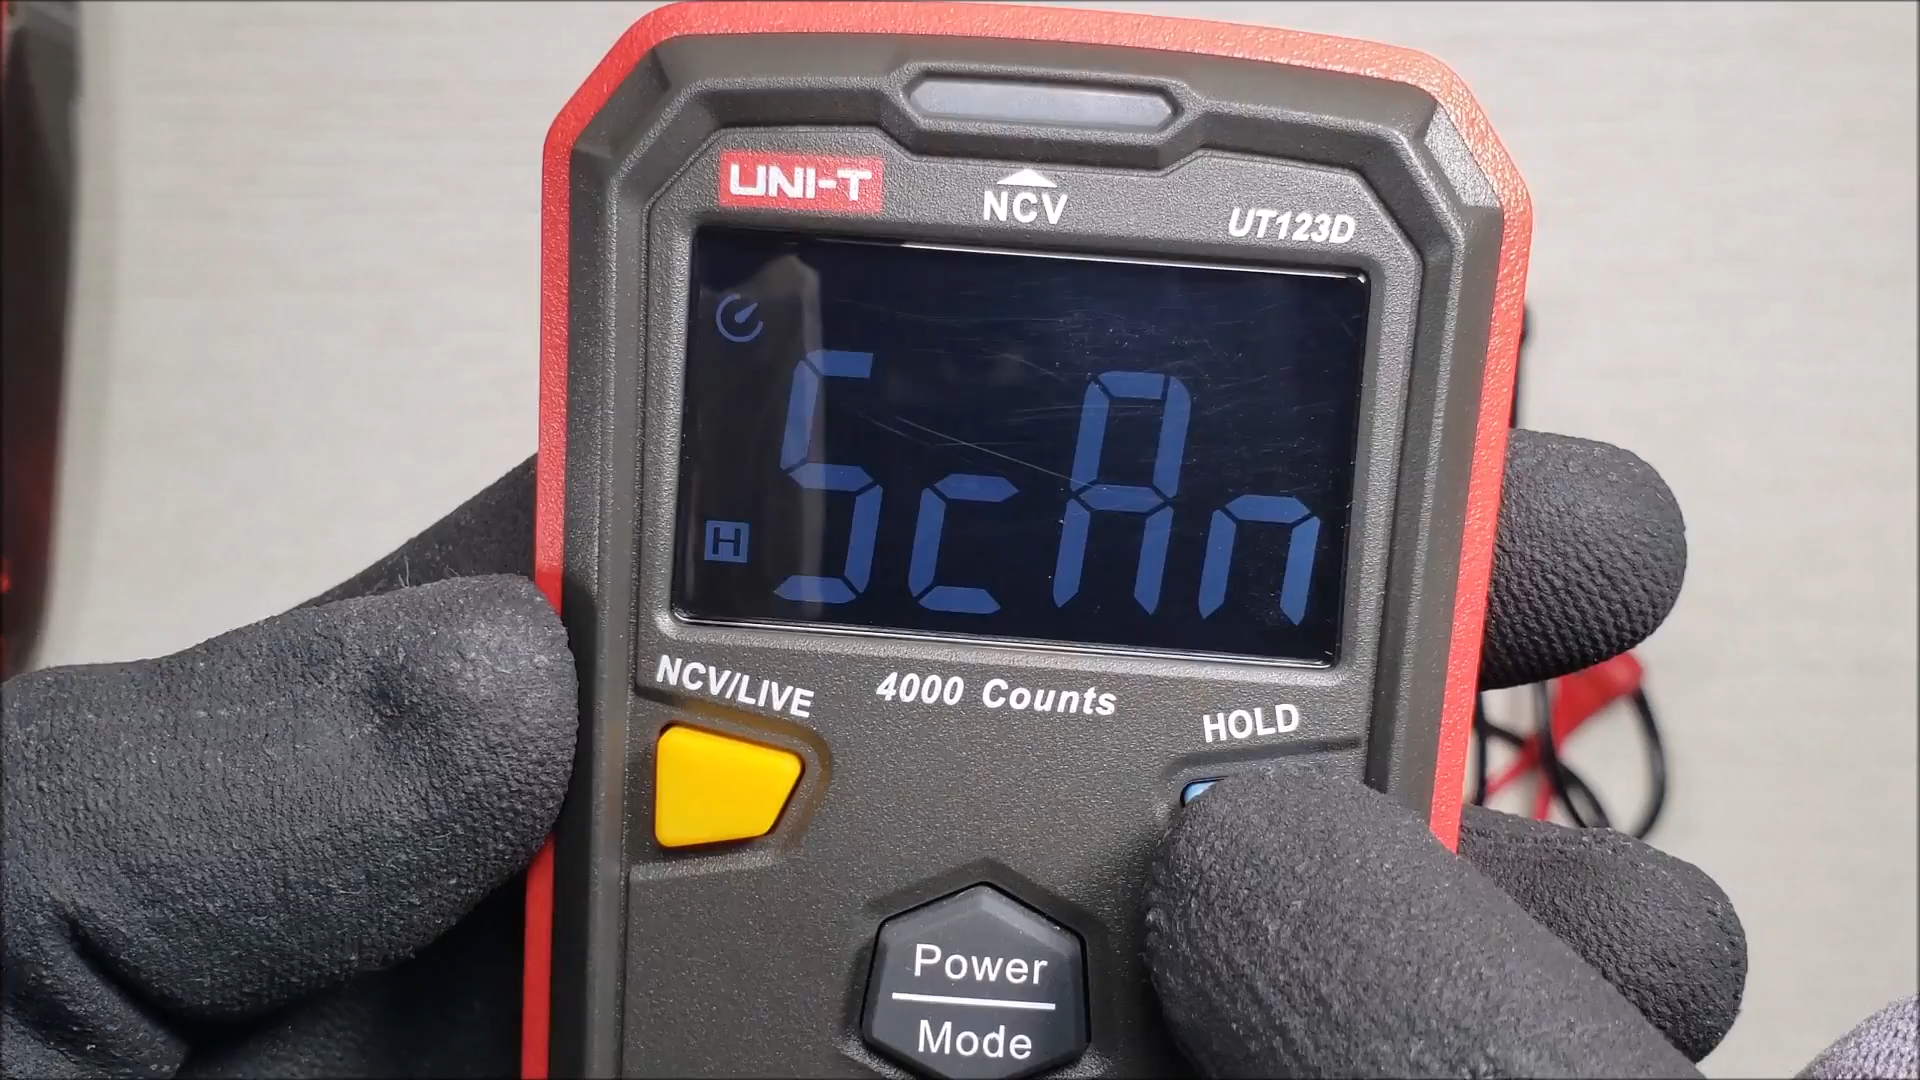 UNI-T
NCV
UT123D
ScAn
H
NCV/LIVE
4000 Counts
HOLD
Power
Mode